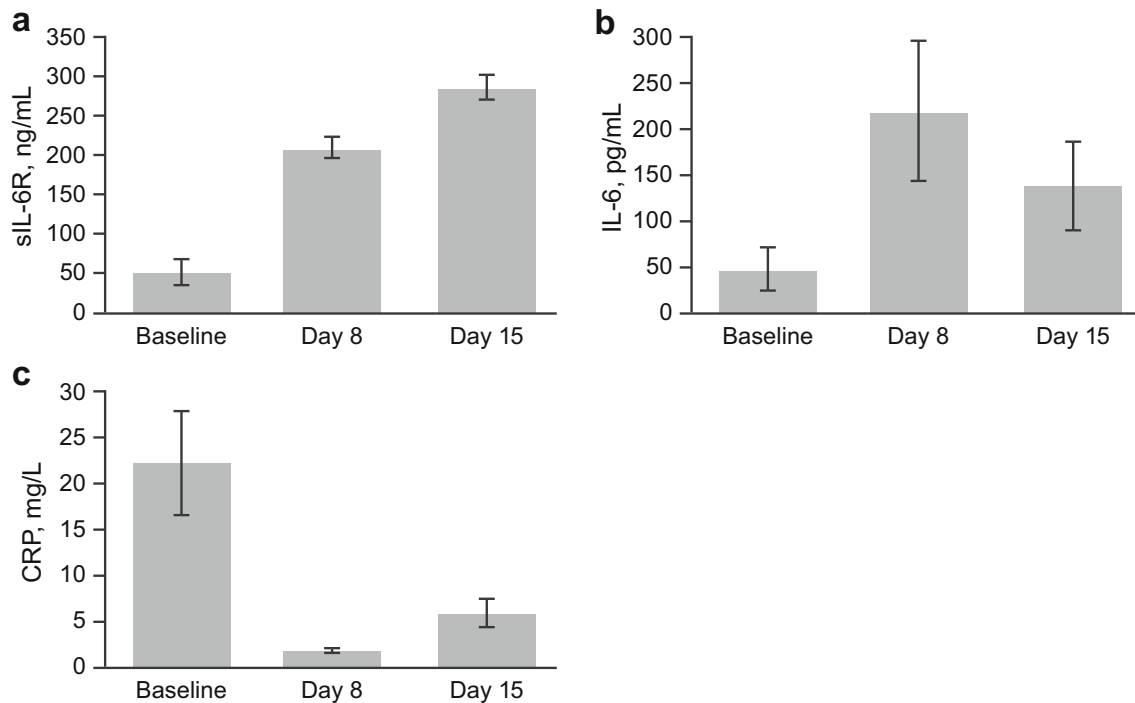 a
sIL-6R, ng/mL
350
300
250
200
150
100
50
0
Baseline Day 8 Day 15
b
IL-6, pg/mL
300
250
200
150
100
50
0
Baseline Day 8 Day 15
c
CRP, mg/L
30
25
20
15
10
5
0
Baseline Day 8 Day 15